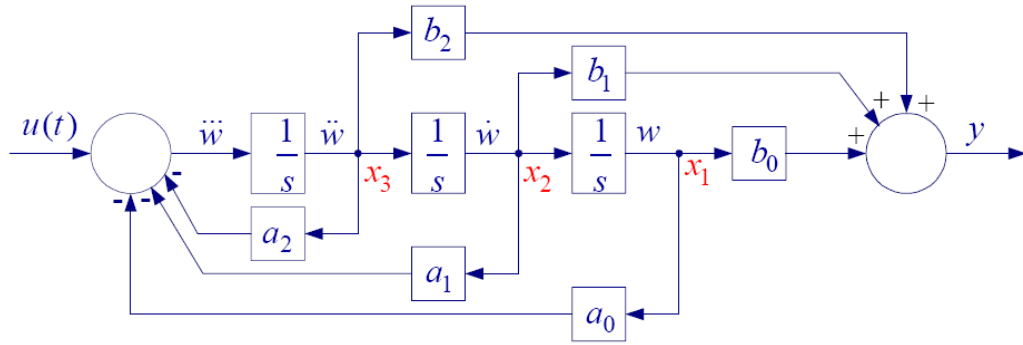 b₂
b₁
u(t) w⃛ 1/s ẅ 1/s ẇ 1/s w b₀ + + + y
x₃ x₂ x₁
- - -
a₂
a₁
a₀